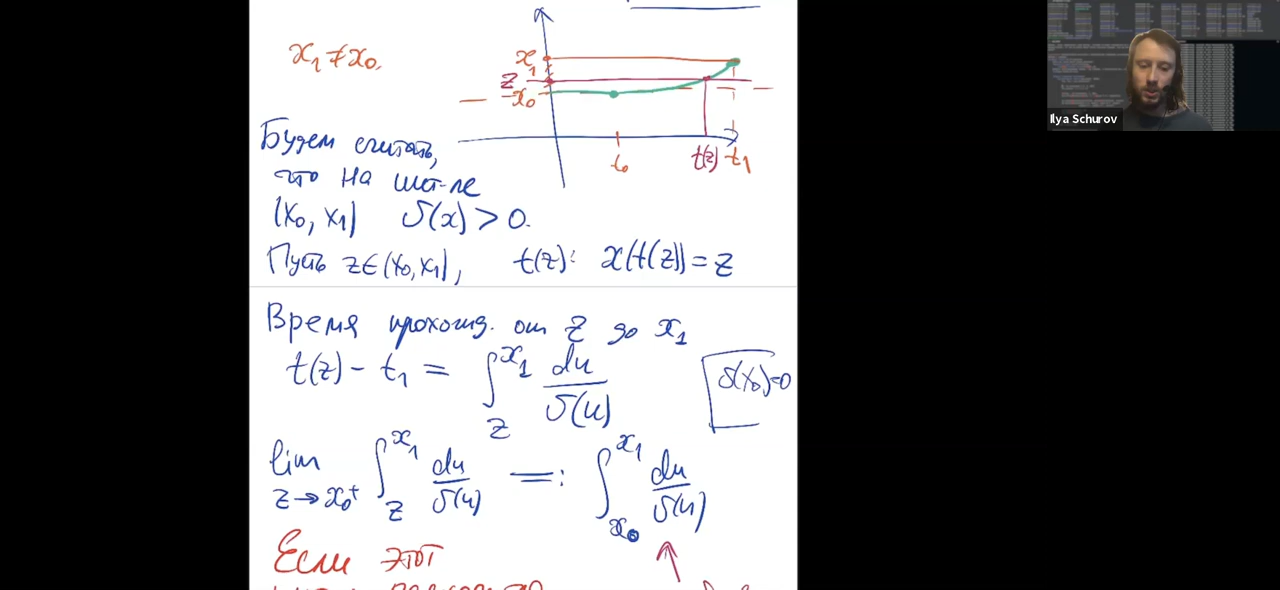 x₁ ≠ x₀.
x₁
z
x₀
t₀ t(z) t₁
Ilya Schurov
Будем считать,
что на инт-ле
(x₀, x₁) v(x) > 0.
Пусть z ∈ (x₀, x₁), t(z): x(t(z)) = z
Время прохожд. от z до x₁
t(z) − t₁ = ∫_z^{x₁} du/v(u)
v(x₀)=0
lim_{z→x₀⁺} ∫_z^{x₁} du/v(u) =: ∫_{x₀}^{x₁} du/v(u)
Если этот